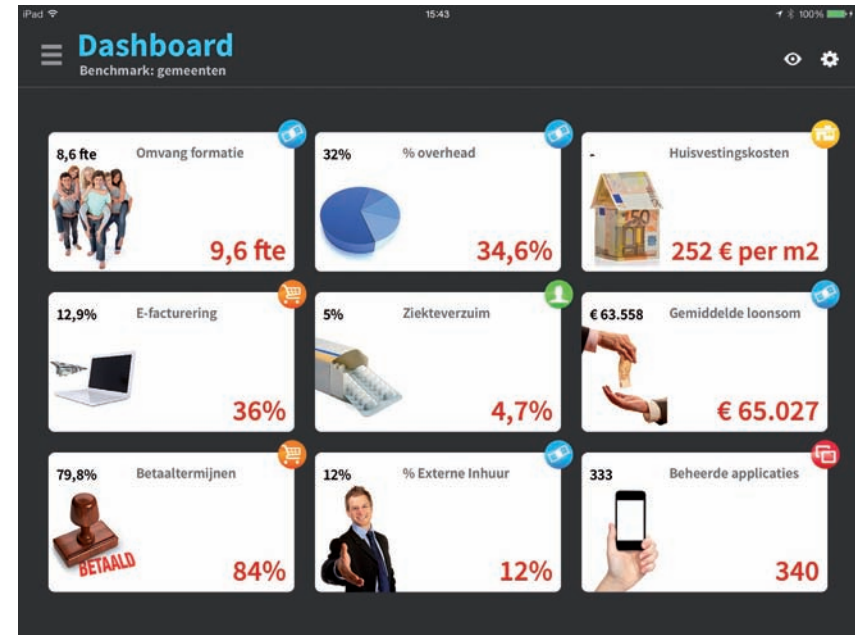 iPad 15:43 100%
Dashboard
Benchmark: gemeenten
8,6 fte Omvang formatie
9,6 fte
32% % overhead
34,6%
- Huisvestingskosten
50
252 € per m2
12,9% E-facturering
36%
5% Ziekteverzuim
4,7%
€ 63.558 Gemiddelde loonsom
€ 65.027
79,8% Betaaltermijnen
BETAALD
84%
12% % Externe Inhuur
12%
333 Beheerde applicaties
340